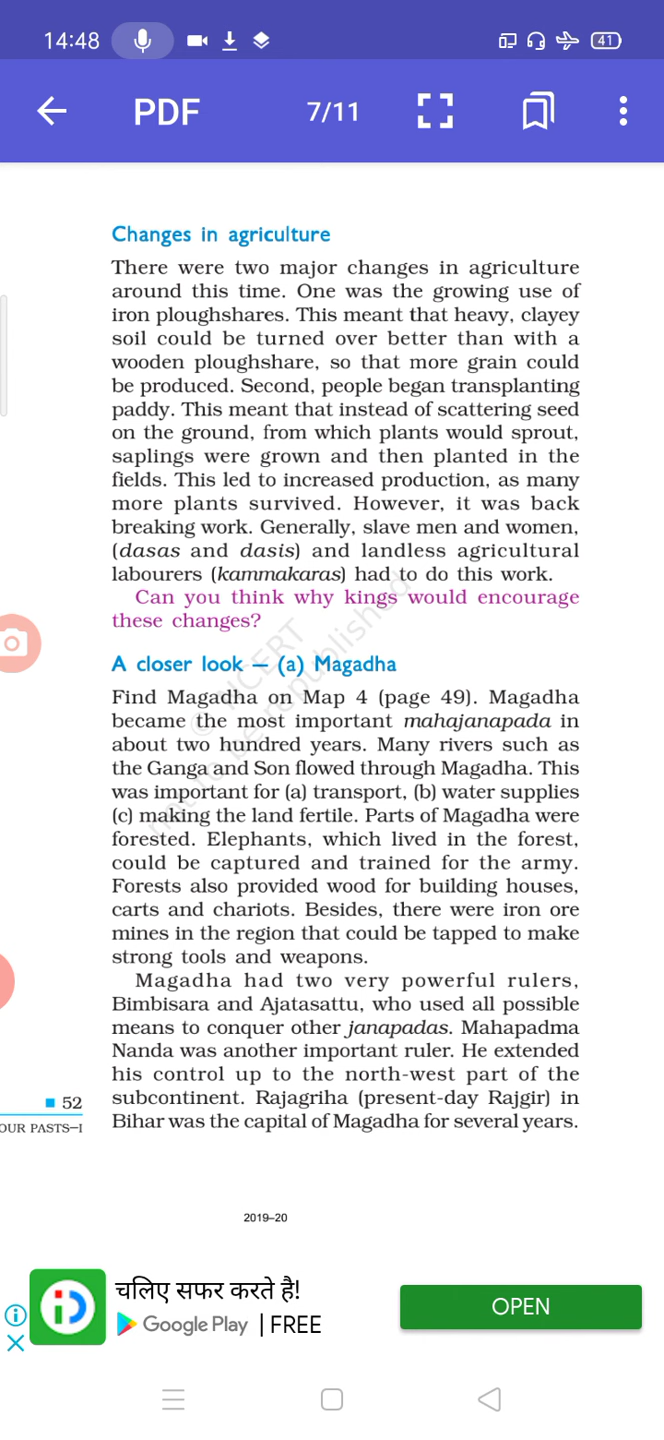 14:48
41
PDF
7/11
Changes in agriculture
There were two major changes in agriculture
around this time. One was the growing use of
iron ploughshares. This meant that heavy, clayey
soil could be turned over better than with a
wooden ploughshare, so that more grain could
be produced. Second, people began transplanting
paddy. This meant that instead of scattering seed
on the ground, from which plants would sprout,
saplings were grown and then planted in the
fields. This led to increased production, as many
more plants survived. However, it was back
breaking work. Generally, slave men and women,
(dasas and dasis) and landless agricultural
labourers (kammakaras) had to do this work.
Can you think why kings would encourage
these changes?
© NCERT
not to be republished
A closer look – (a) Magadha
Find Magadha on Map 4 (page 49). Magadha
became the most important mahajanapada in
about two hundred years. Many rivers such as
the Ganga and Son flowed through Magadha. This
was important for (a) transport, (b) water supplies
(c) making the land fertile. Parts of Magadha were
forested. Elephants, which lived in the forest,
could be captured and trained for the army.
Forests also provided wood for building houses,
carts and chariots. Besides, there were iron ore
mines in the region that could be tapped to make
strong tools and weapons.
Magadha had two very powerful rulers,
Bimbisara and Ajatasattu, who used all possible
means to conquer other janapadas. Mahapadma
Nanda was another important ruler. He extended
his control up to the north-west part of the
subcontinent. Rajagriha (present-day Rajgir) in
Bihar was the capital of Magadha for several years.
52
OUR PASTS–I
2019–20
चलिए सफर करते है!
Google Play | FREE
OPEN